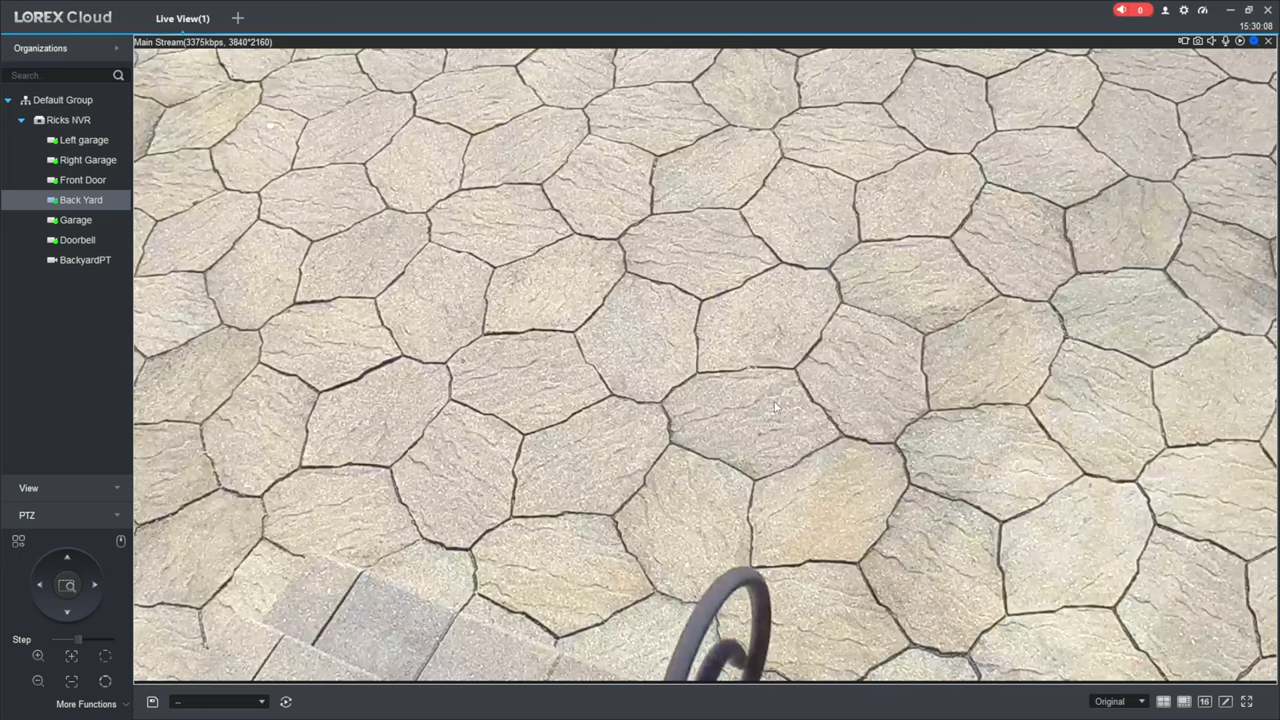 LOREX Cloud
Live View(1)
0
15:30:08
Organizations
Main Stream(3375kbps, 3840*2160)
Search..
Default Group
Ricks NVR
Left garage
Right Garage
Front Door
Back Yard
Garage
Doorbell
BackyardPT
View
PTZ
Step
More Functions
--
Original
16